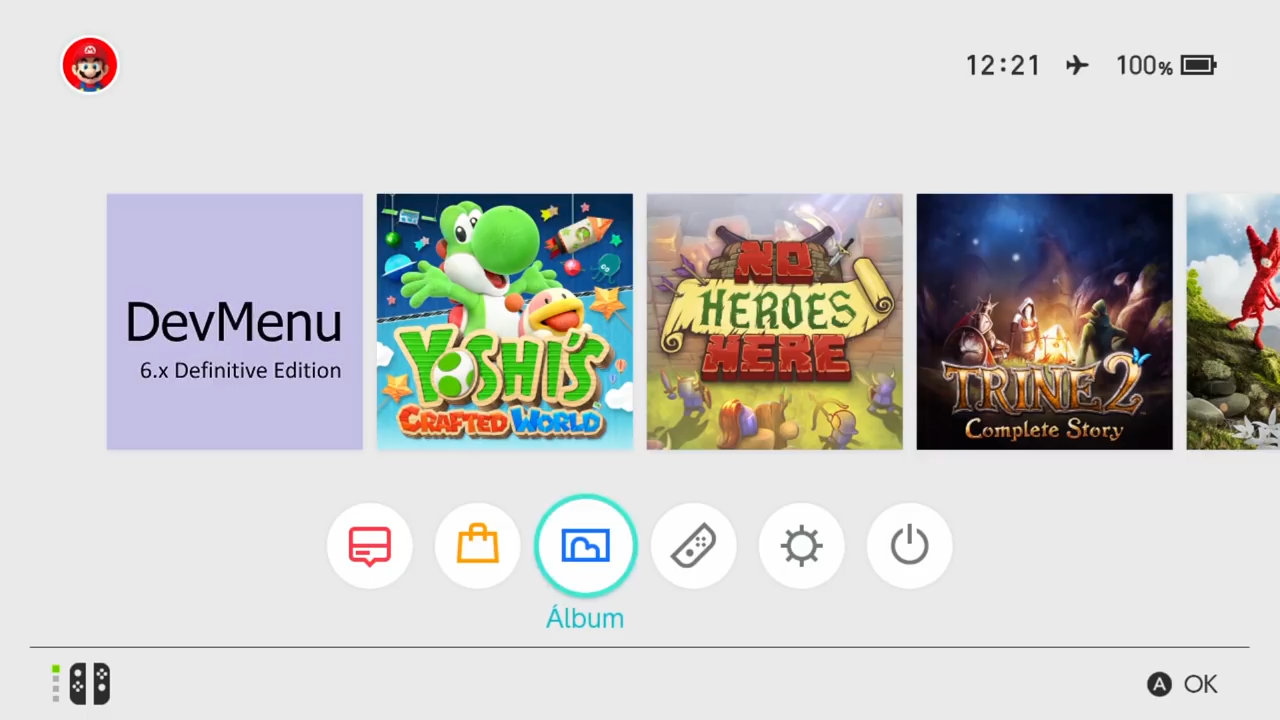 12:21
100%
DevMenu
6.x Definitive Edition
YOSHI'S
CRAFTED WORLD
NO
HEROES
HERE
TRINE 2
Complete Story
Álbum
A OK